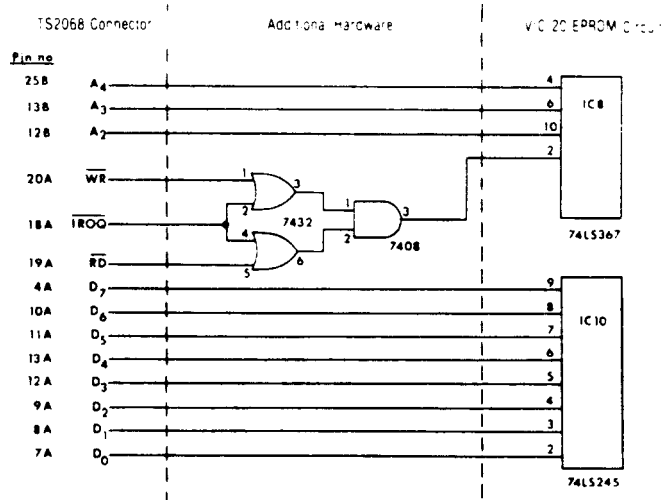 TS2068 Connector Additional Hardware VIC 20 EPROM Circuit
Pin no
25B A4 4
13B A3 6 IC8
12B A2 10
2
20A WR 1 3
2 1 3
18A IROQ 7432 2 7408 74LS367
4 6
19A RD 5
4A D7 9
10A D6 8 IC10
11A D5 7
13A D4 6
12A D3 5
9A D2 4
8A D1 3
7A D0 2
74LS245